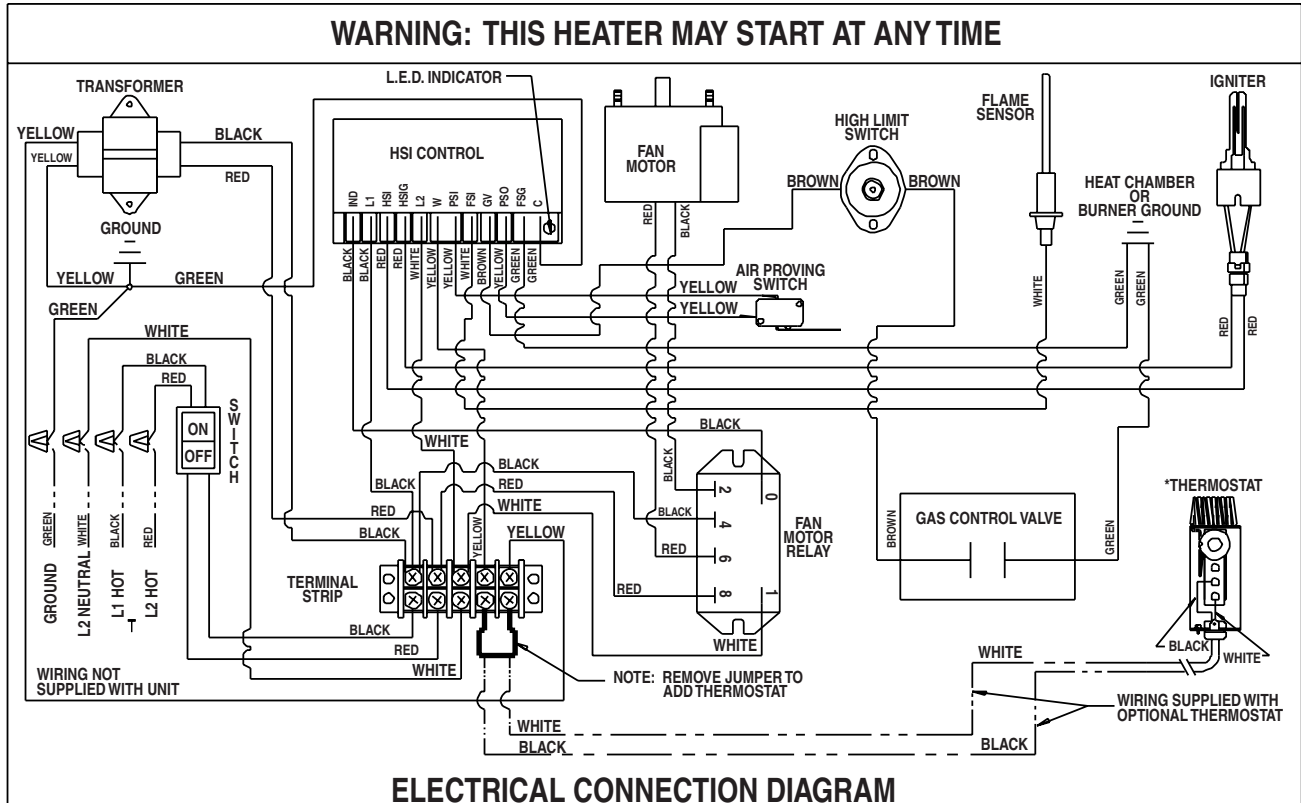 WARNING: THIS HEATER MAY START AT ANY TIME
TRANSFORMER
L.E.D. INDICATOR
YELLOW
YELLOW
BLACK
RED
GROUND
YELLOW
GREEN
GREEN
HSI CONTROL
IND
L1
HSI
HSIG
L2
W
PSI
FSI
GV
PSO
FSG
C
BLACK
BLACK
RED
RED
WHITE
YELLOW
YELLOW
WHITE
BROWN
YELLOW
GREEN
GREEN
FAN
MOTOR
RED
BLACK
HIGH LIMIT
SWITCH
BROWN
BROWN
AIR PROVING
SWITCH
YELLOW
YELLOW
FLAME
SENSOR
WHITE
HEAT CHAMBER
OR
BURNER GROUND
GREEN
GREEN
IGNITER
RED
RED
WHITE
BLACK
RED
ON
OFF
SWITCH
GREEN
WHITE
BLACK
RED
GROUND
L2 NEUTRAL
L1 HOT
L2 HOT
WIRING NOT
SUPPLIED WITH UNIT
WHITE
BLACK
BLACK
BLACK
RED
RED
WHITE
BLACK
YELLOW
YELLOW
TERMINAL
STRIP
BLACK
RED
WHITE
BLACK
BLACK
RED
RED
WHITE
2
4
6
8
0
1
FAN
MOTOR
RELAY
NOTE: REMOVE JUMPER TO
ADD THERMOSTAT
GAS CONTROL VALVE
BROWN
GREEN
*THERMOSTAT
BLACK
WHITE
WHITE
WHITE
BLACK
BLACK
WIRING SUPPLIED WITH
OPTIONAL THERMOSTAT
ELECTRICAL CONNECTION DIAGRAM